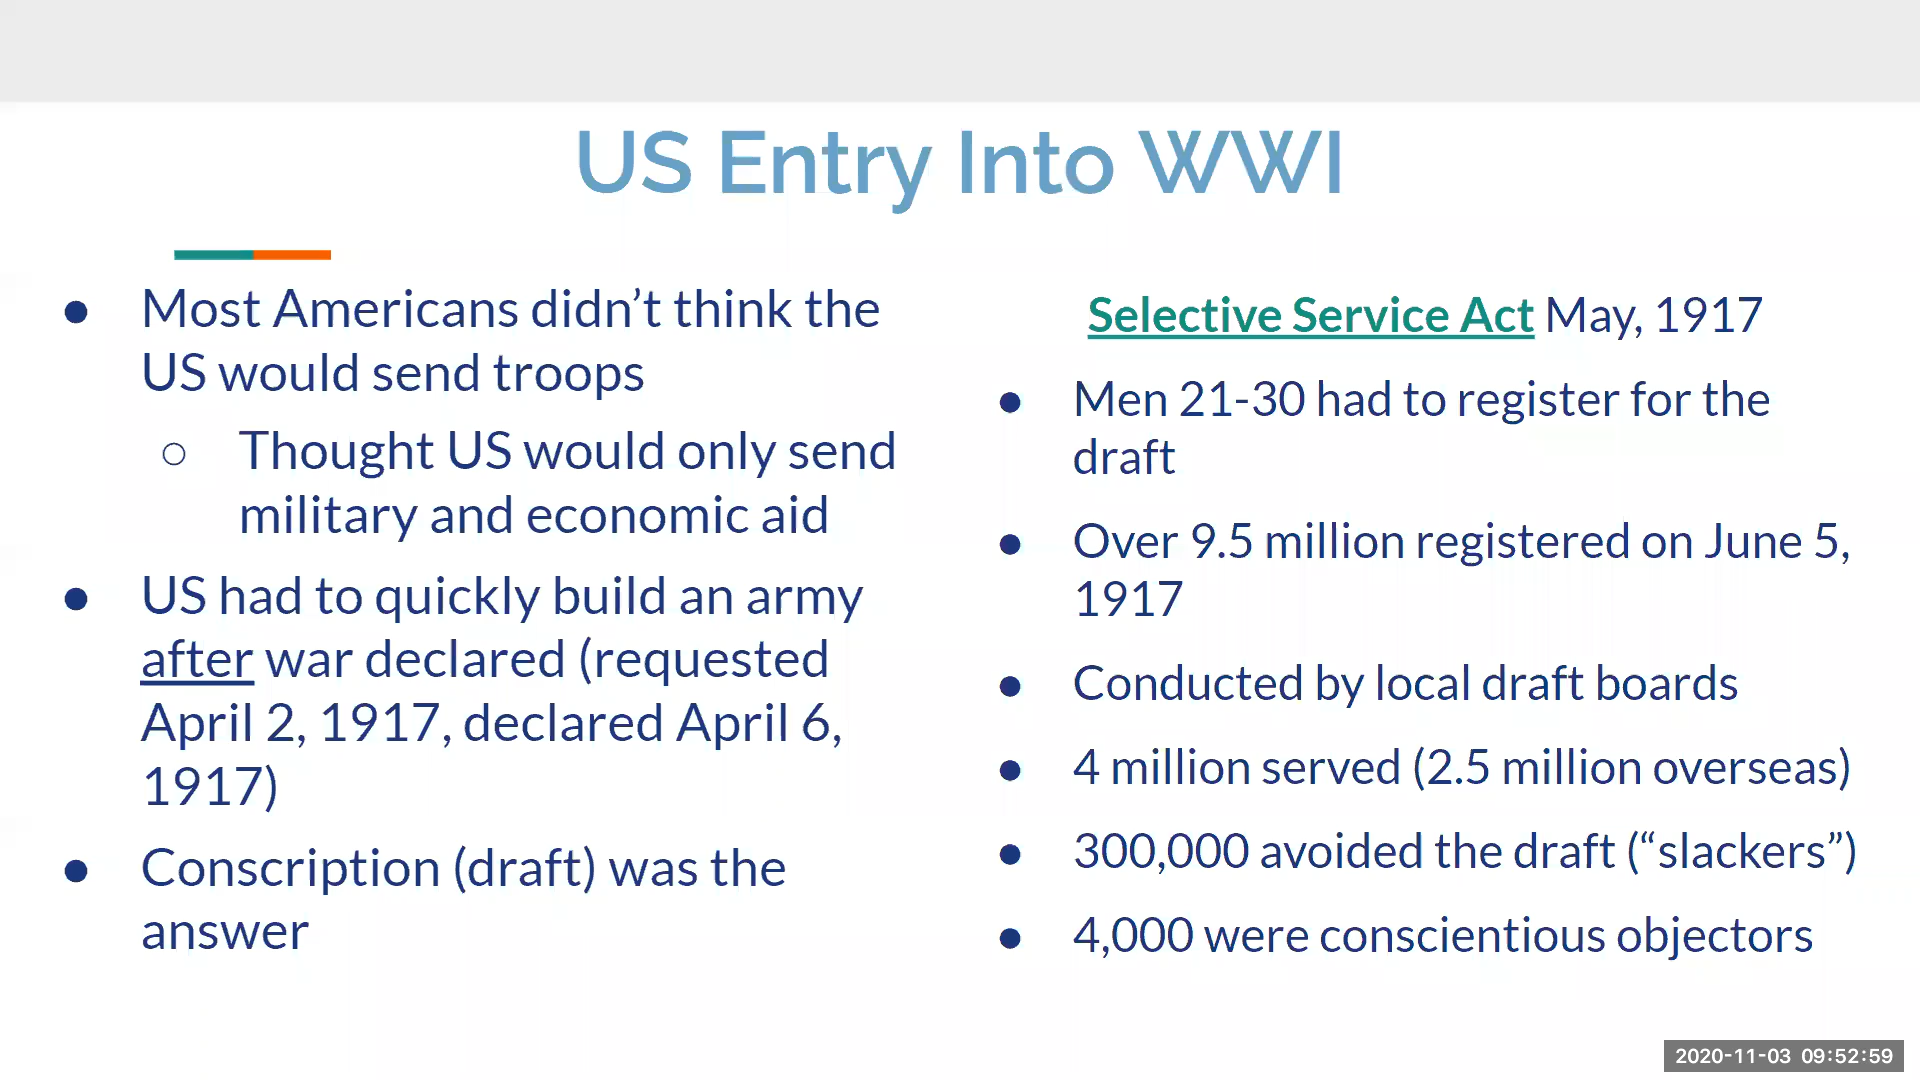 US Entry Into WWI
● Most Americans didn’t think the
US would send troops
○ Thought US would only send
military and economic aid
● US had to quickly build an army
after war declared (requested
April 2, 1917, declared April 6,
1917)
● Conscription (draft) was the
answer
Selective Service Act May, 1917
● Men 21-30 had to register for the
draft
● Over 9.5 million registered on June 5,
1917
● Conducted by local draft boards
● 4 million served (2.5 million overseas)
● 300,000 avoided the draft (“slackers”)
● 4,000 were conscientious objectors
2020-11-03 09:52:59